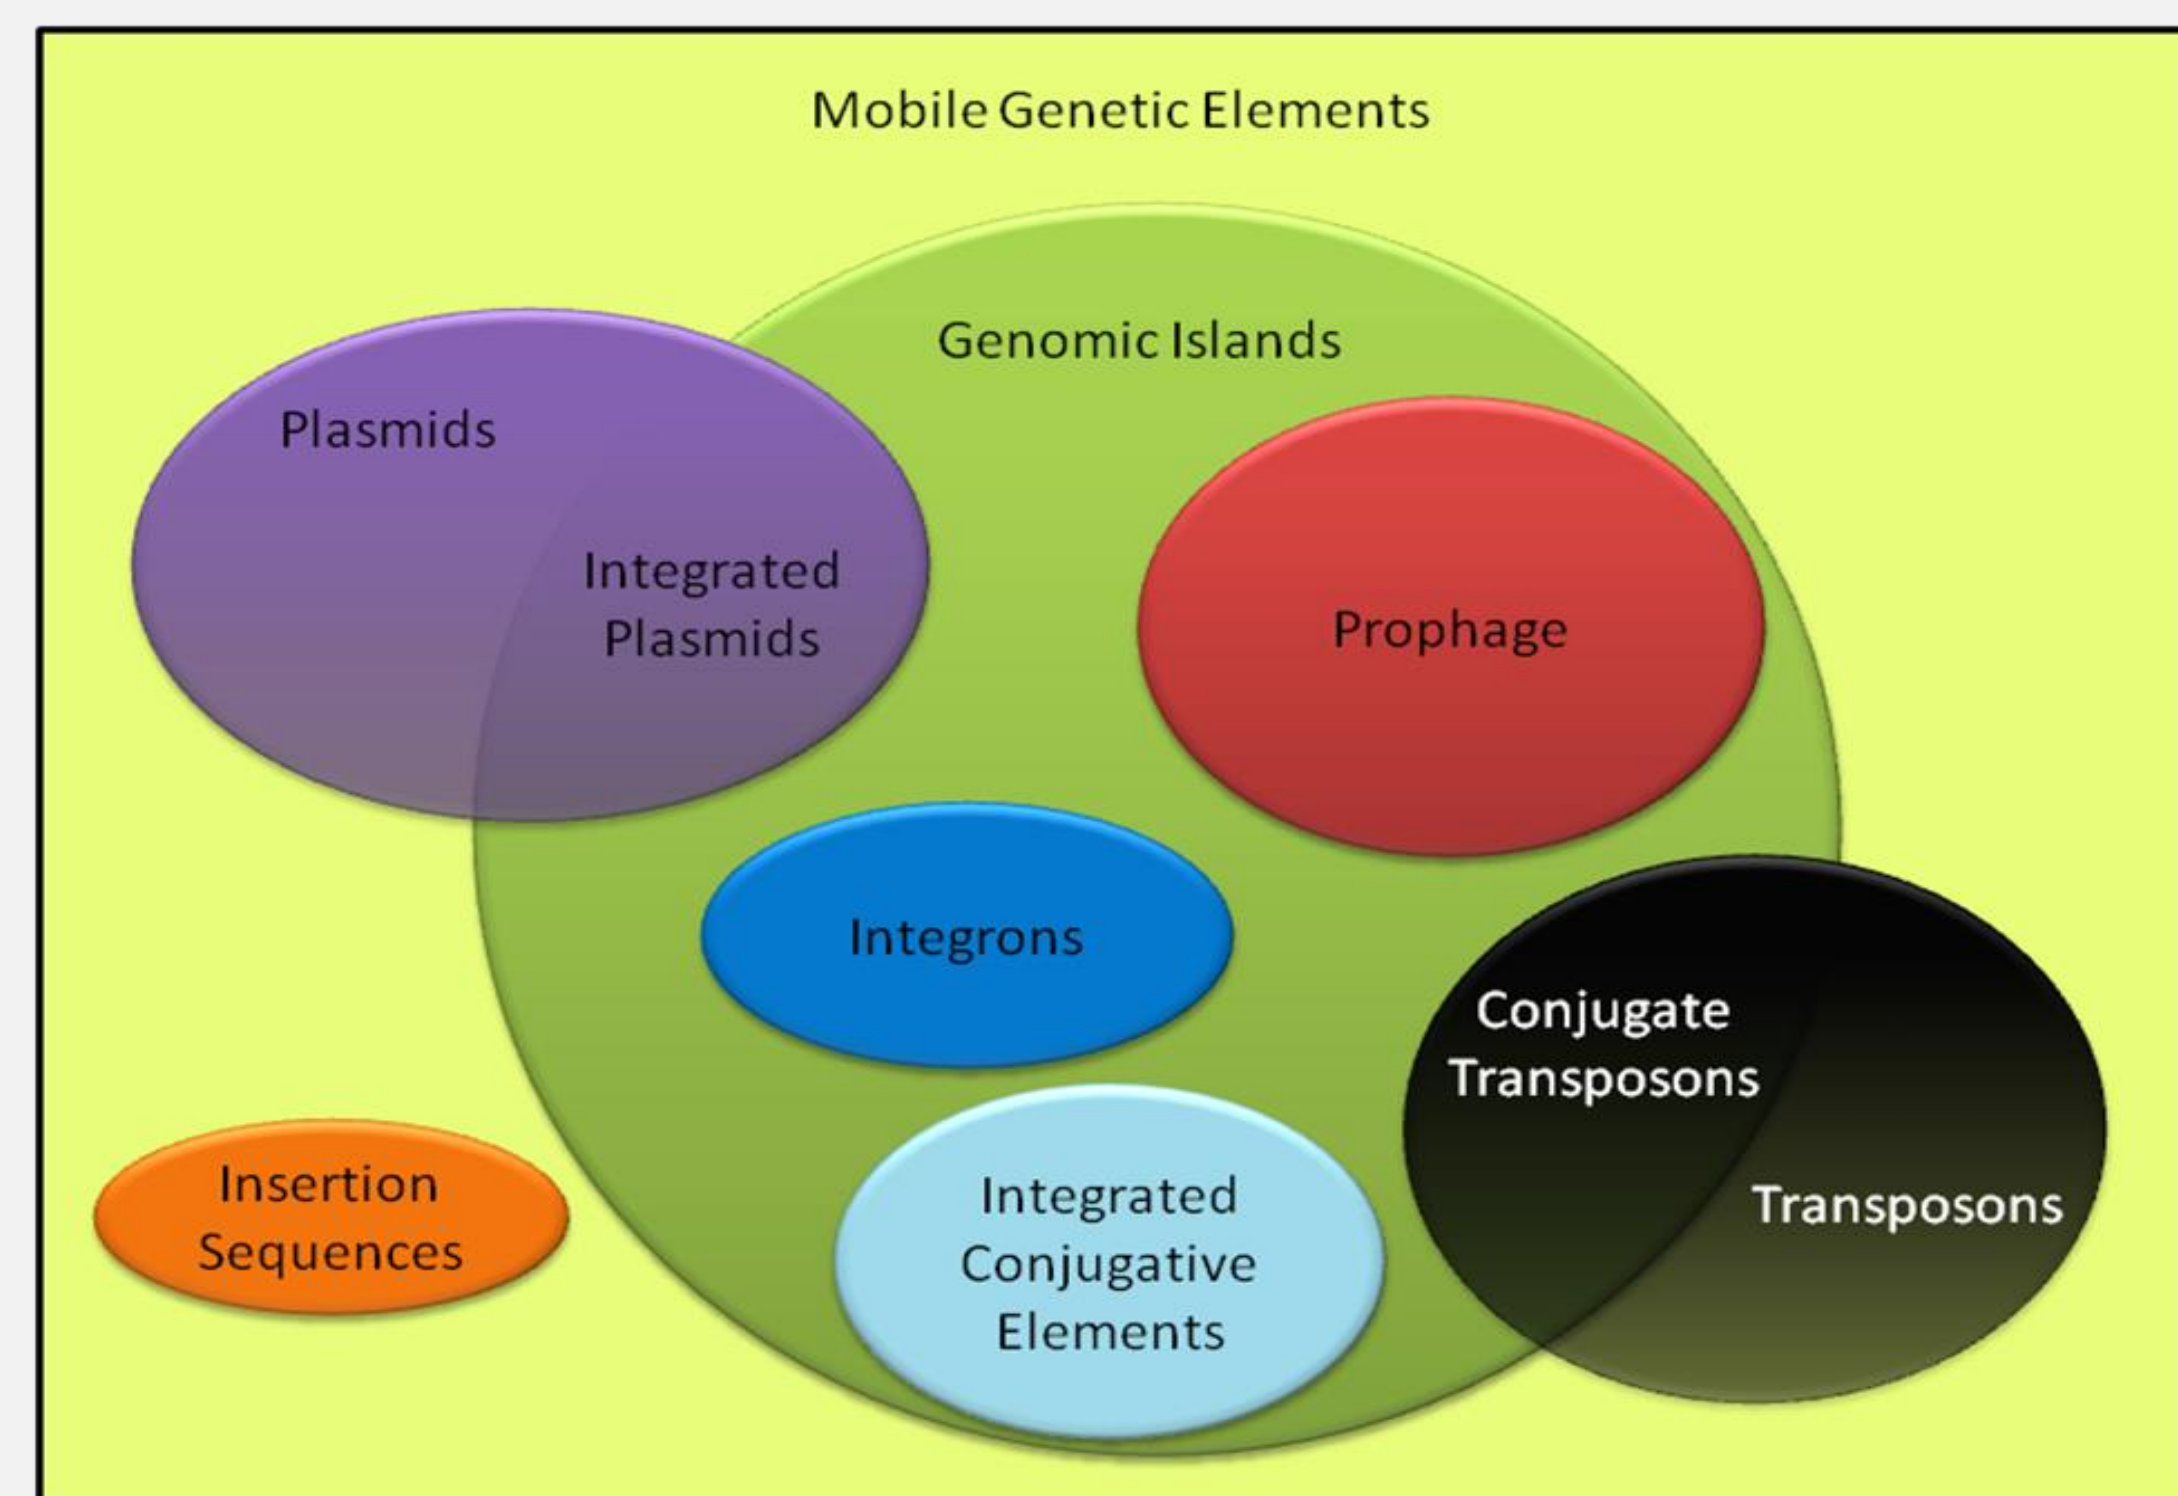 Mobile Genetic Elements
Genomic Islands
Plasmids
Integrated
Plasmids
Prophage
Integrons
Conjugate
Transposons
Transposons
Insertion
Sequences
Integrated
Conjugative
Elements